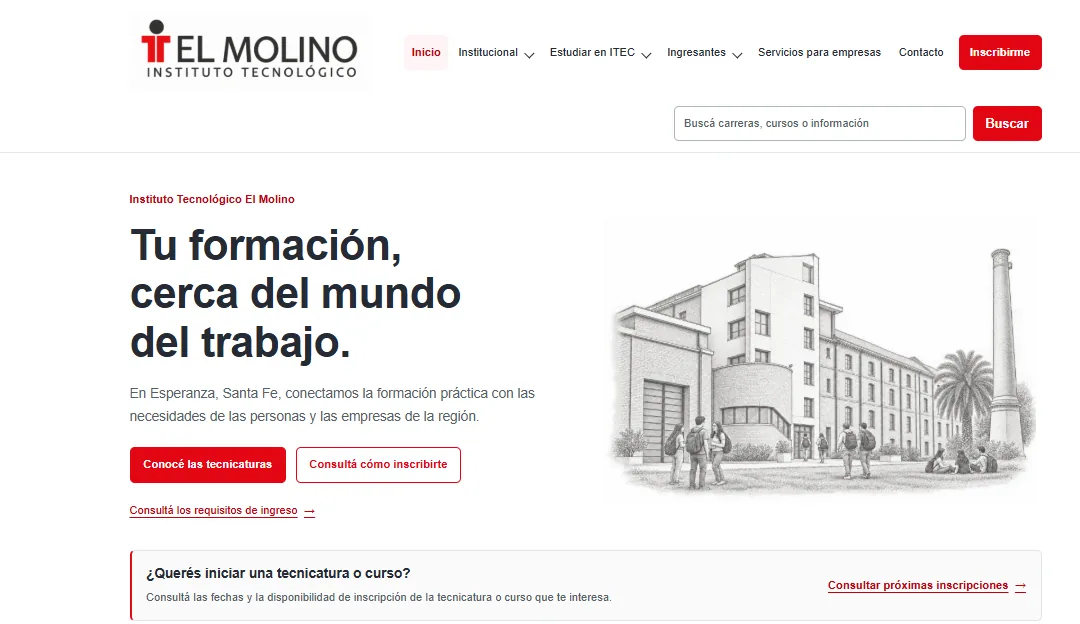 EL MOLINO
INSTITUTO TECNOLÓGICO
Inicio
Institucional
Estudiar en ITEC
Ingresantes
Servicios para empresas
Contacto
Inscribirme
Buscá carreras, cursos o información
Buscar
Instituto Tecnológico El Molino
Tu formación,
cerca del mundo
del trabajo.
En Esperanza, Santa Fe, conectamos la formación práctica con las
necesidades de las personas y las empresas de la región.
Conocé las tecnicaturas
Consultá cómo inscribirte
Consultá los requisitos de ingreso →
¿Querés iniciar una tecnicatura o curso?
Consultá las fechas y la disponibilidad de inscripción de la tecnicatura o curso que te interesa.
Consultar próximas inscripciones →